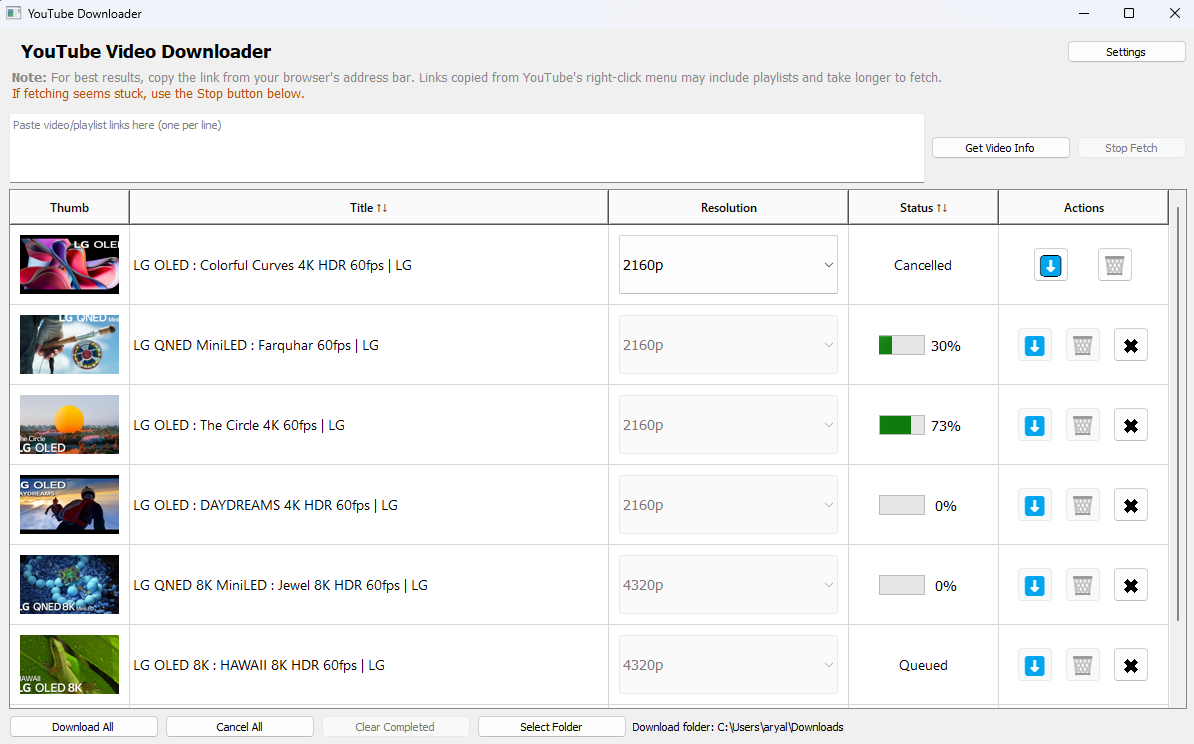 YouTube Downloader
YouTube Video Downloader
Settings
Note: For best results, copy the link from your browser's address bar. Links copied from YouTube's right-click menu may include playlists and take longer to fetch.
If fetching seems stuck, use the Stop button below.
Paste video/playlist links here (one per line)
Get Video Info
Stop Fetch
Thumb
Title ↑↓
Resolution
Status ↑↓
Actions
LG OLE
LG OLED : Colorful Curves 4K HDR 60fps | LG
2160p
Cancelled
LG QNED Mini
LG QNED MiniLED : Farquhar 60fps | LG
2160p
30%
he Circle
LG OLED
LG OLED : The Circle 4K 60fps | LG
2160p
73%
G OLED
AYDREAMS
LG OLED : DAYDREAMS 4K HDR 60fps | LG
2160p
0%
LG QNED 8K MiniLED
LG QNED 8K MiniLED : Jewel 8K HDR 60fps | LG
4320p
0%
HAWAII
LG OLED 8K
LG OLED 8K : HAWAII 8K HDR 60fps | LG
4320p
Queued
Download All
Cancel All
Clear Completed
Select Folder
Download folder: C:\Users\aryal\Downloads